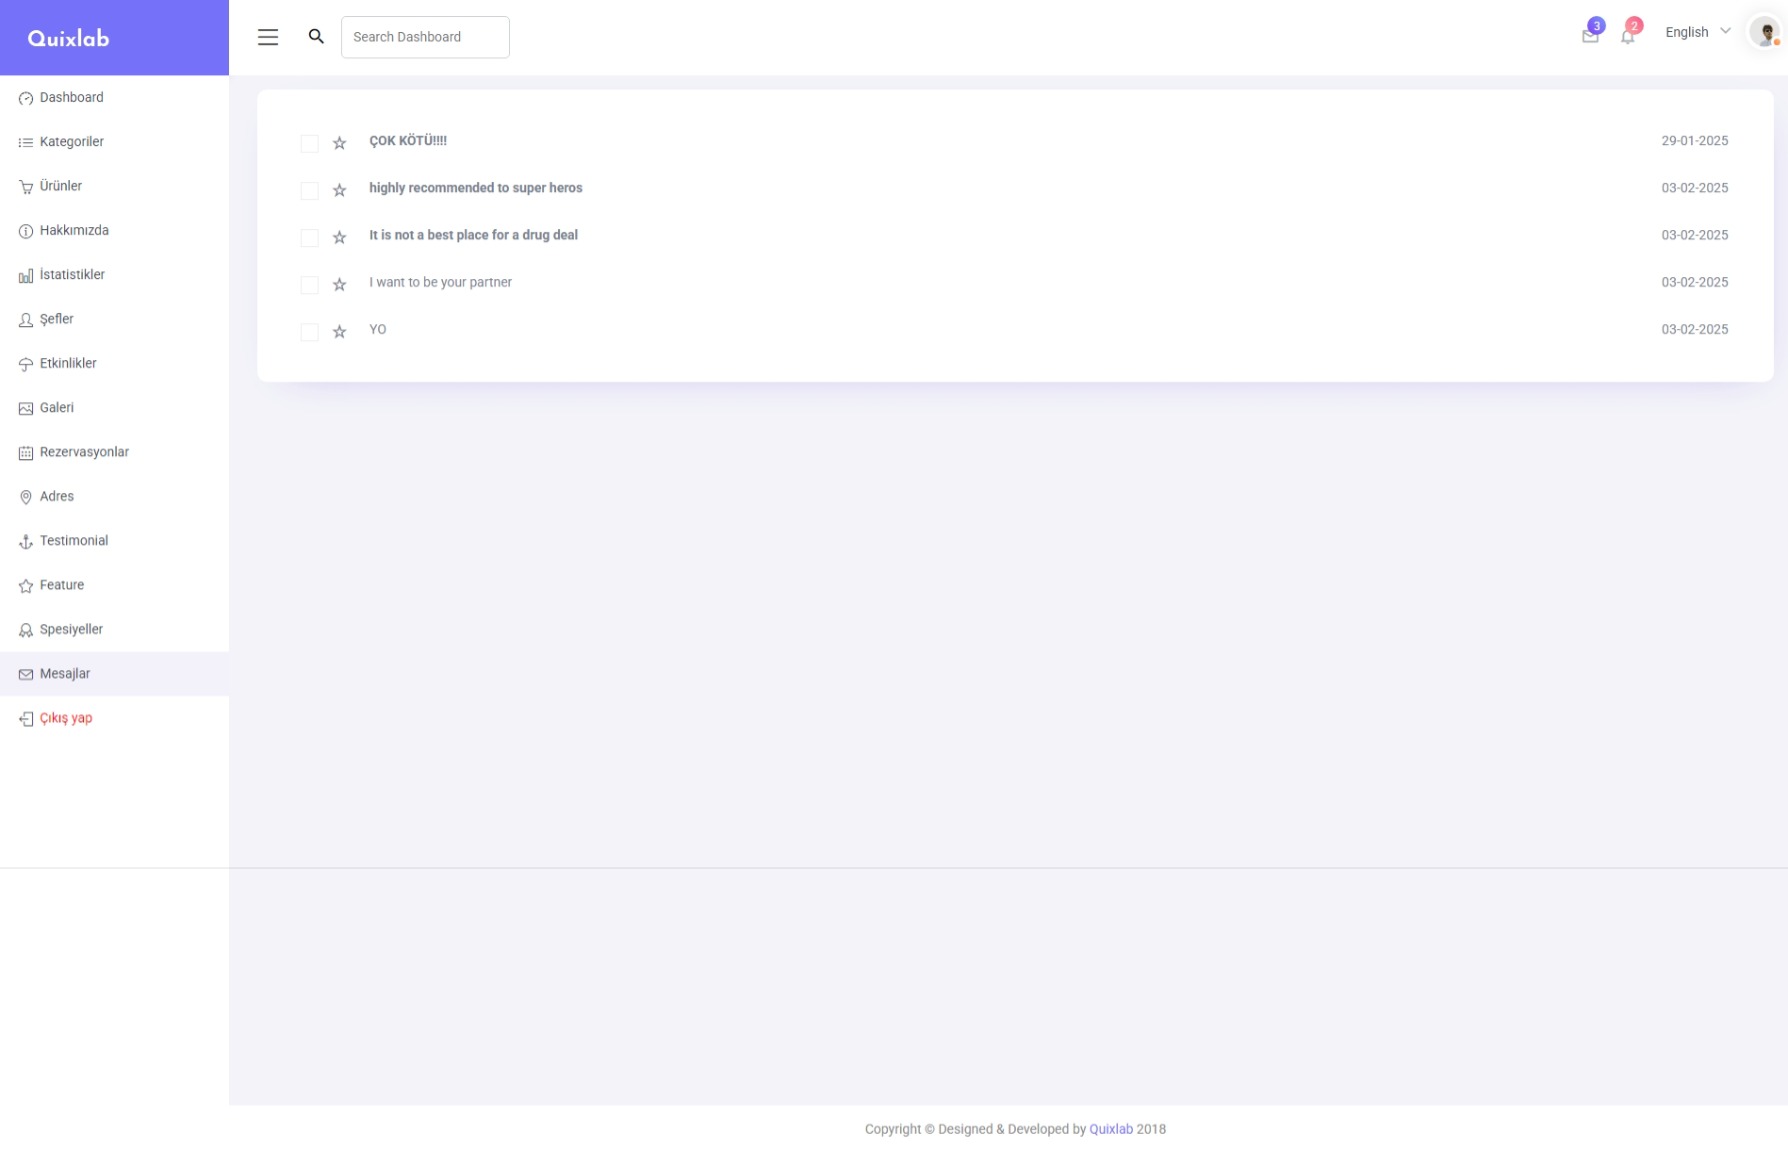 Quixlab
Search Dashboard
3
2
English
Dashboard
Kategoriler
Ürünler
Hakkımızda
İstatistikler
Şefler
Etkinlikler
Galeri
Rezervasyonlar
Adres
Testimonial
Feature
Spesiyeller
Mesajlar
Çıkış yap
ÇOK KÖTÜ!!!! 29-01-2025
highly recommended to super heros 03-02-2025
It is not a best place for a drug deal 03-02-2025
I want to be your partner 03-02-2025
YO 03-02-2025
Copyright © Designed & Developed by Quixlab 2018